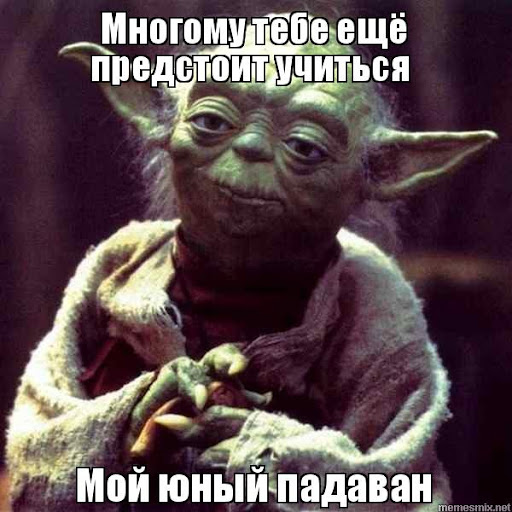 Многому тебе ещё
предстоит учиться
Мой юный падаван
memesmix.net